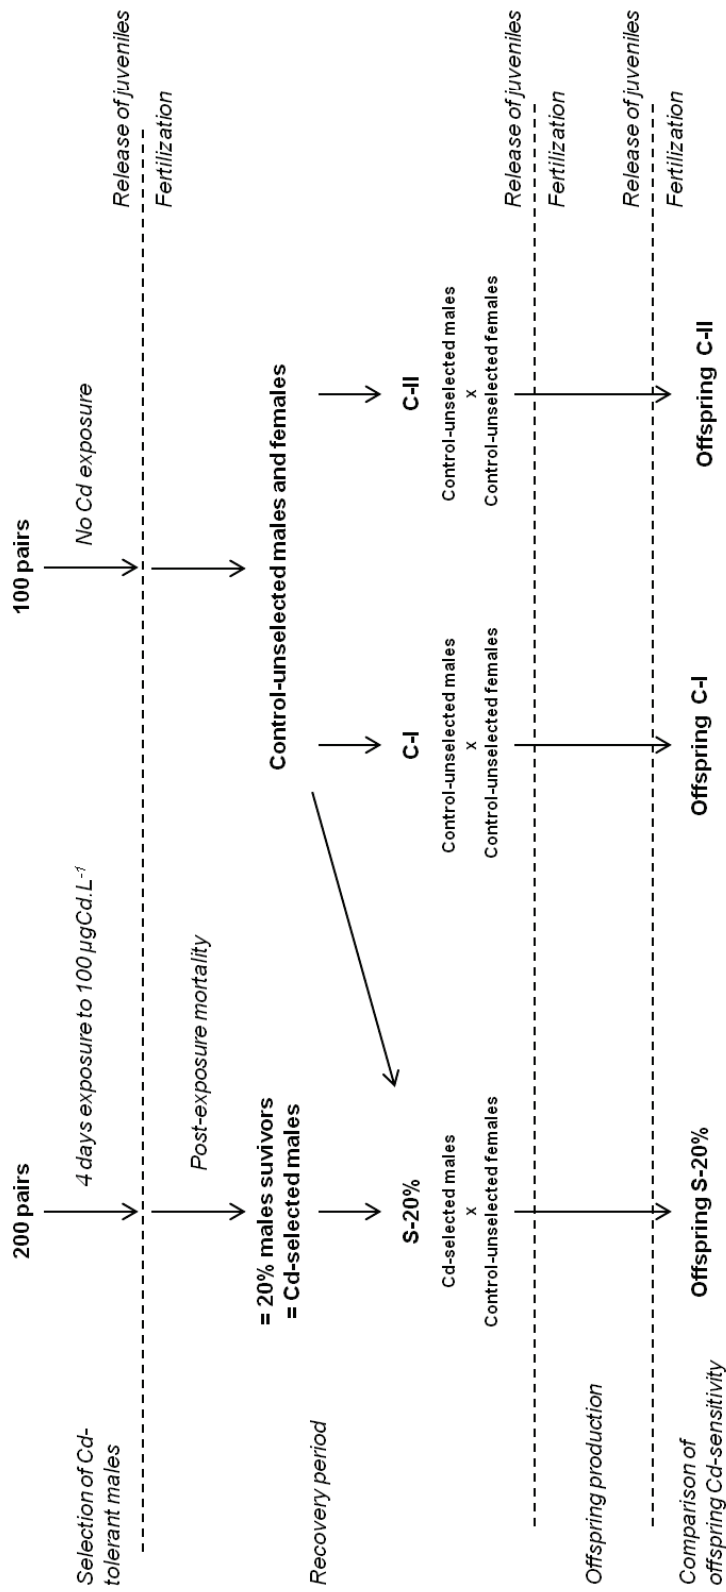 200 pairs
100 pairs
Selection of Cd-
tolerant males
4 days exposure to 100 µgCd.L-1
No Cd exposure
Release of juveniles
Fertilization
Post-exposure mortality
Recovery period
= 20% males suvivors
= Cd-selected males
Control-unselected males and females
S-20%
C-I
C-II
Cd-selected males
x
Control-unselected females
Control-unselected males
x
Control-unselected females
Control-unselected males
x
Control-unselected females
Release of juveniles
Fertilization
Offspring production
Release of juveniles
Fertilization
Comparison of
offspring Cd-sensitivity
Offspring S-20%
Offspring C-I
Offspring C-II